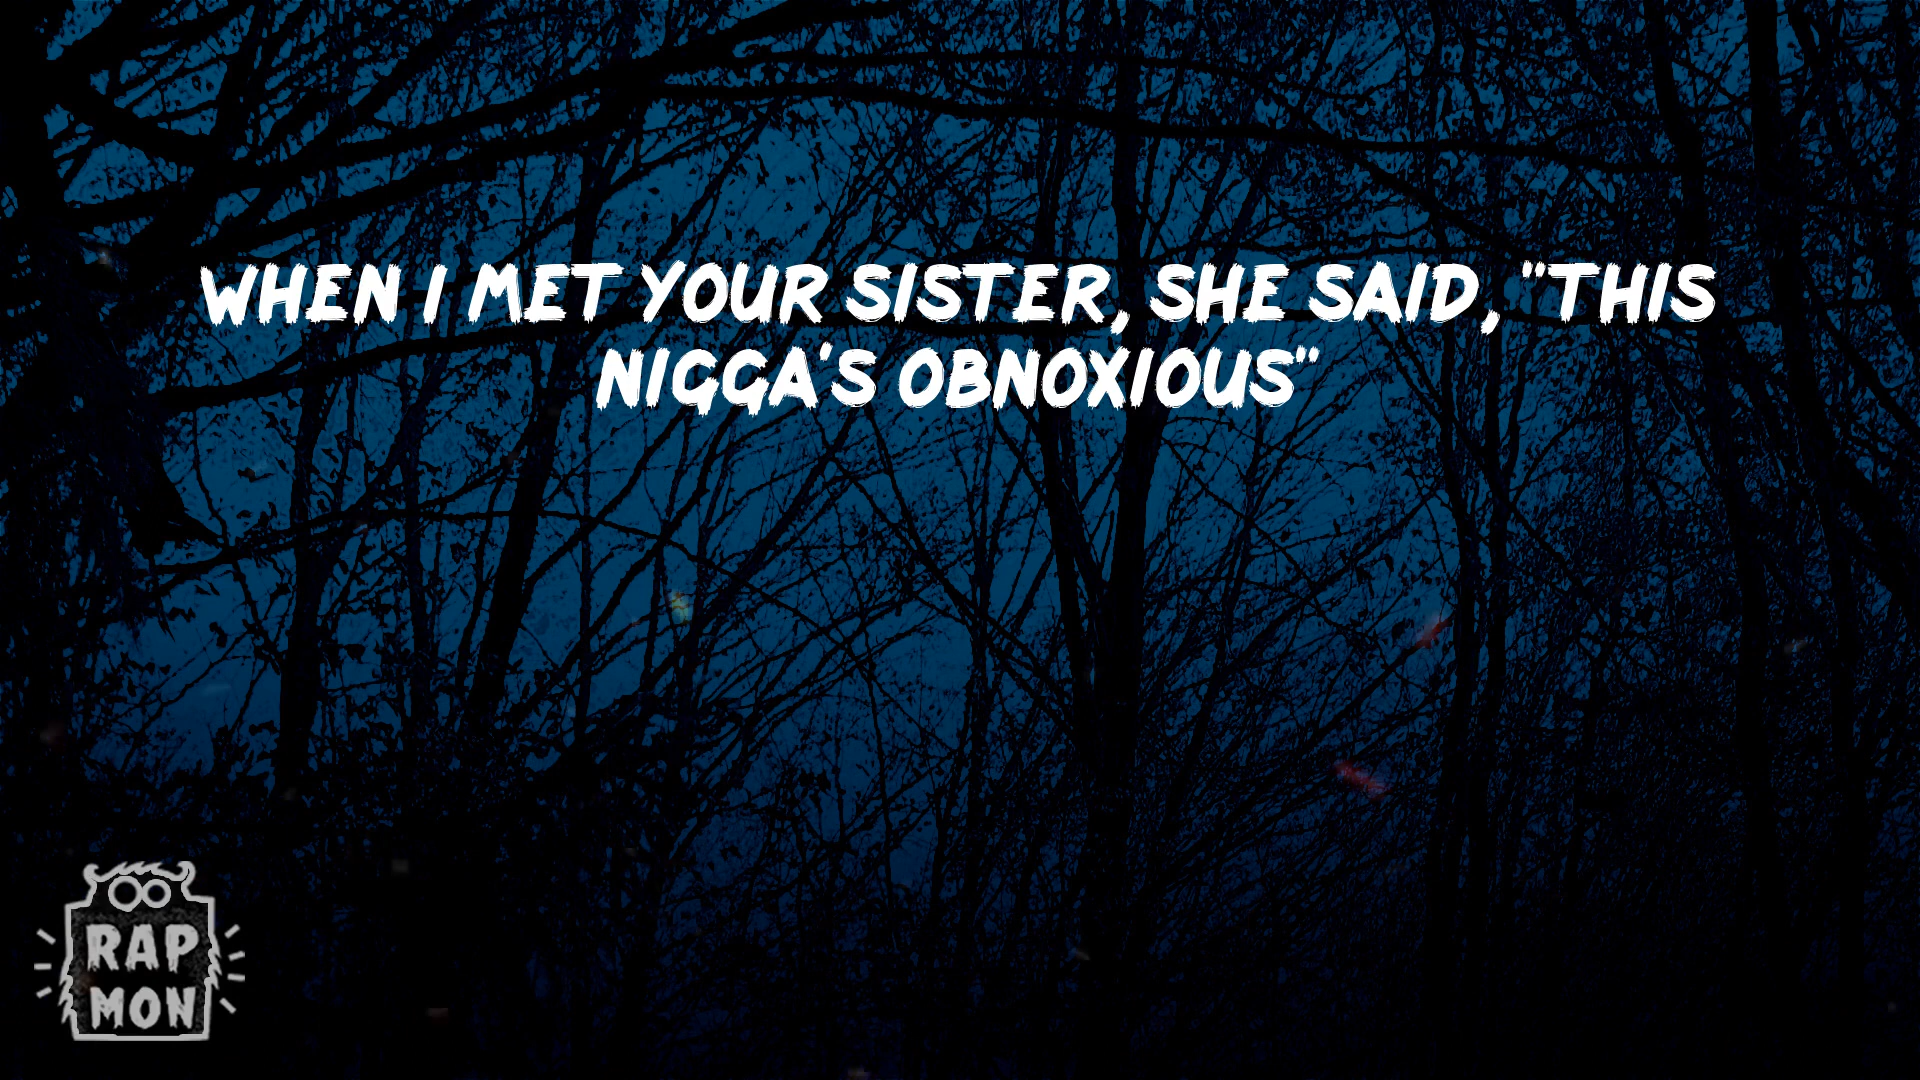 WHEN I MET YOUR SISTER, SHE SAID, "THIS
NIGGA'S OBNOXIOUS"
RAP
MON